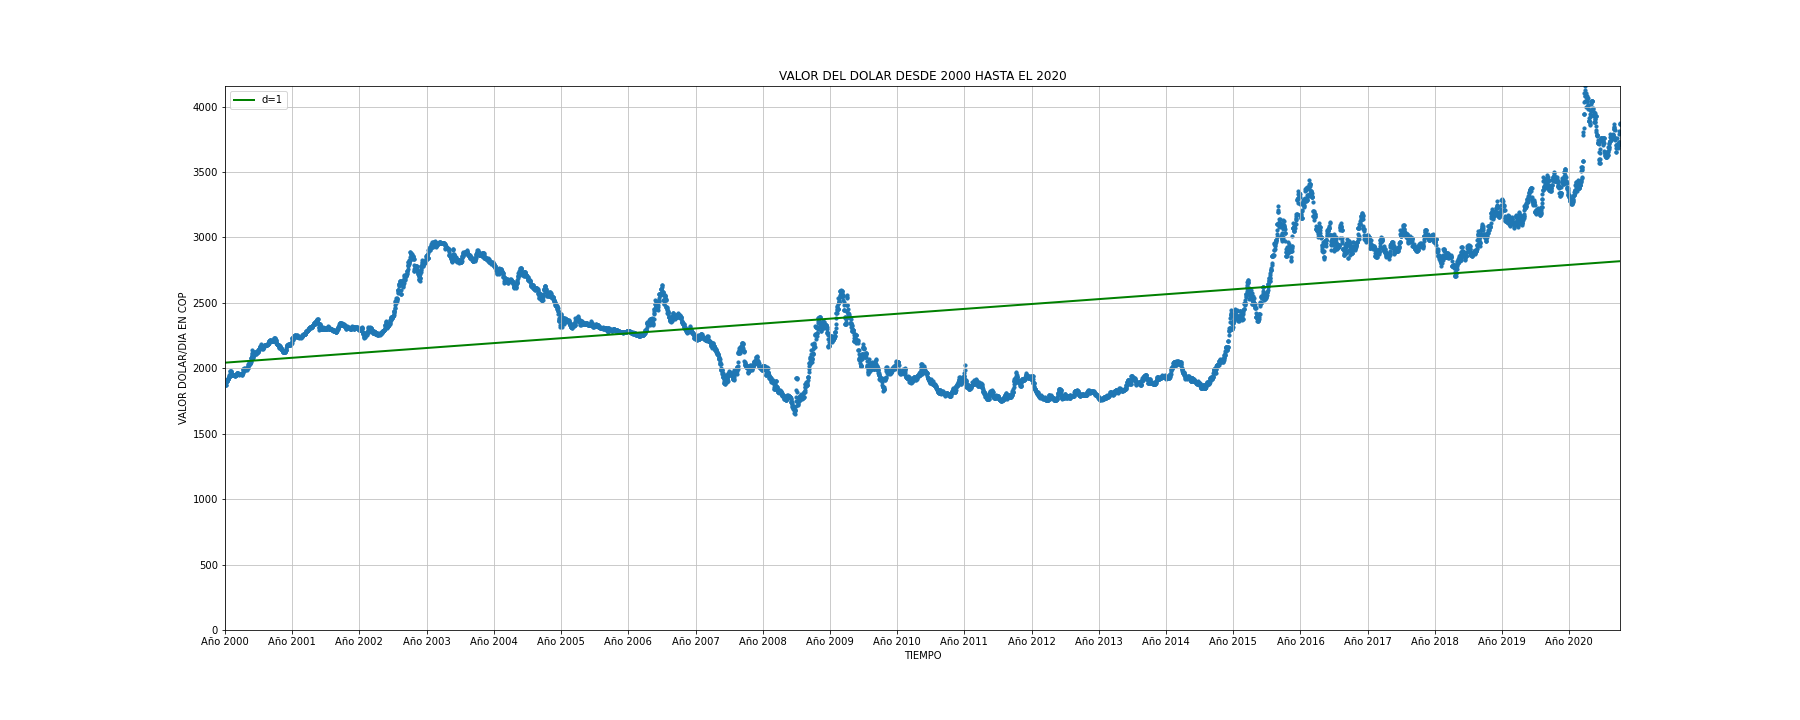 VALOR DEL DOLAR DESDE 2000 HASTA EL 2020
d=1
4000
3500
3000
2500
2000
1500
1000
500
0
VALOR DOLAR/DIA EN COP
Año 2000 Año 2001 Año 2002 Año 2003 Año 2004 Año 2005 Año 2006 Año 2007 Año 2008 Año 2009 Año 2010 Año 2011 Año 2012 Año 2013 Año 2014 Año 2015 Año 2016 Año 2017 Año 2018 Año 2019 Año 2020
TIEMPO